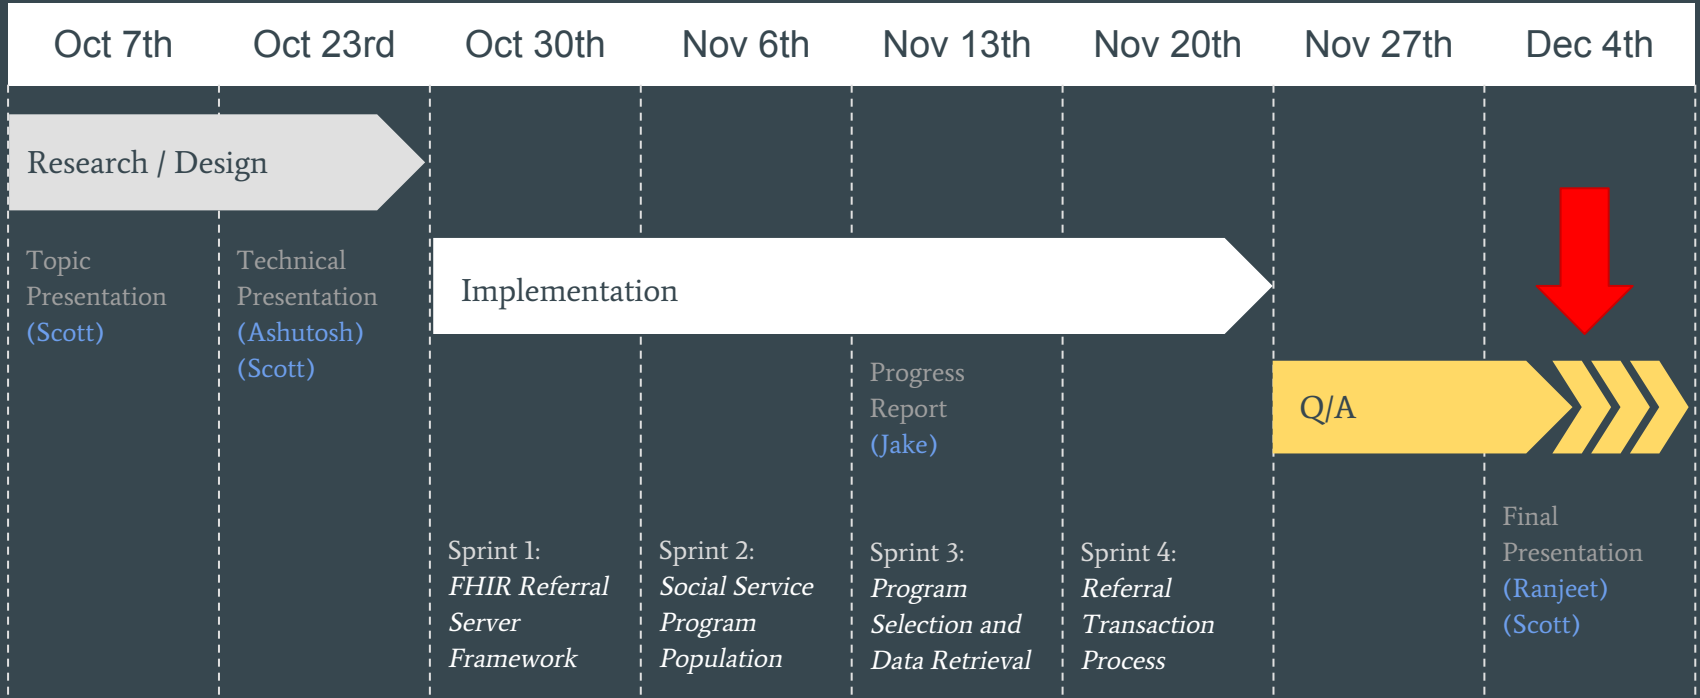 Oct 7th
Oct 23rd
Oct 30th
Nov 6th
Nov 13th
Nov 20th
Nov 27th
Dec 4th
Research / Design
Topic
Presentation
(Scott)
Technical
Presentation
(Ashutosh)
(Scott)
Implementation
Progress
Report
(Jake)
Q/A
Sprint 1:
FHIR Referral
Server
Framework
Sprint 2:
Social Service
Program
Population
Sprint 3:
Program
Selection and
Data Retrieval
Sprint 4:
Referral
Transaction
Process
Final
Presentation
(Ranjeet)
(Scott)